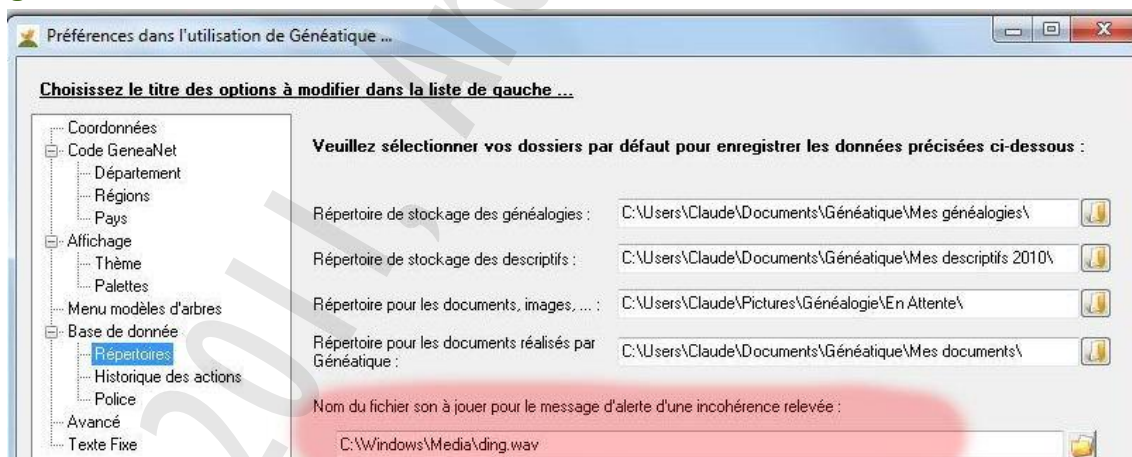 Préférences dans l'utilisation de Généatique ...
Choisissez le titre des options à modifier dans la liste de gauche ...
Coordonnées
Code GeneaNet
Département
Régions
Pays
Affichage
Thème
Palettes
Menu modèles d'arbres
Base de donnée
Répertoires
Historique des actions
Police
Avancé
Texte Fixe
Veuillez sélectionner vos dossiers par défaut pour enregistrer les données précisées ci-dessous :
Répertoire de stockage des généalogies : C:\Users\Claude\Documents\Généatique\Mes généalogies\
Répertoire de stockage des descriptifs : C:\Users\Claude\Documents\Généatique\Mes descriptifs 2010\
Répertoire pour les documents, images, ... : C:\Users\Claude\Pictures\Généalogie\En Attente\
Répertoire pour les documents réalisés par
Généatique : C:\Users\Claude\Documents\Généatique\Mes documents\
Nom du fichier son à jouer pour le message d'alerte d'une incohérence relevée :
C:\Windows\Media\ding.wav